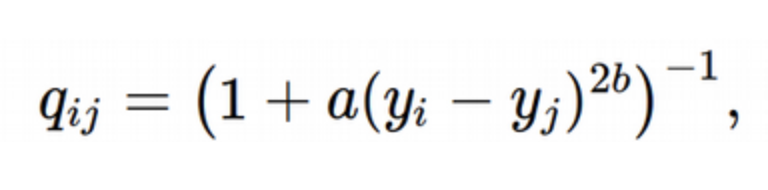 q_{ij} = (1 + a(y_i − y_j)^{2b})^{−1},